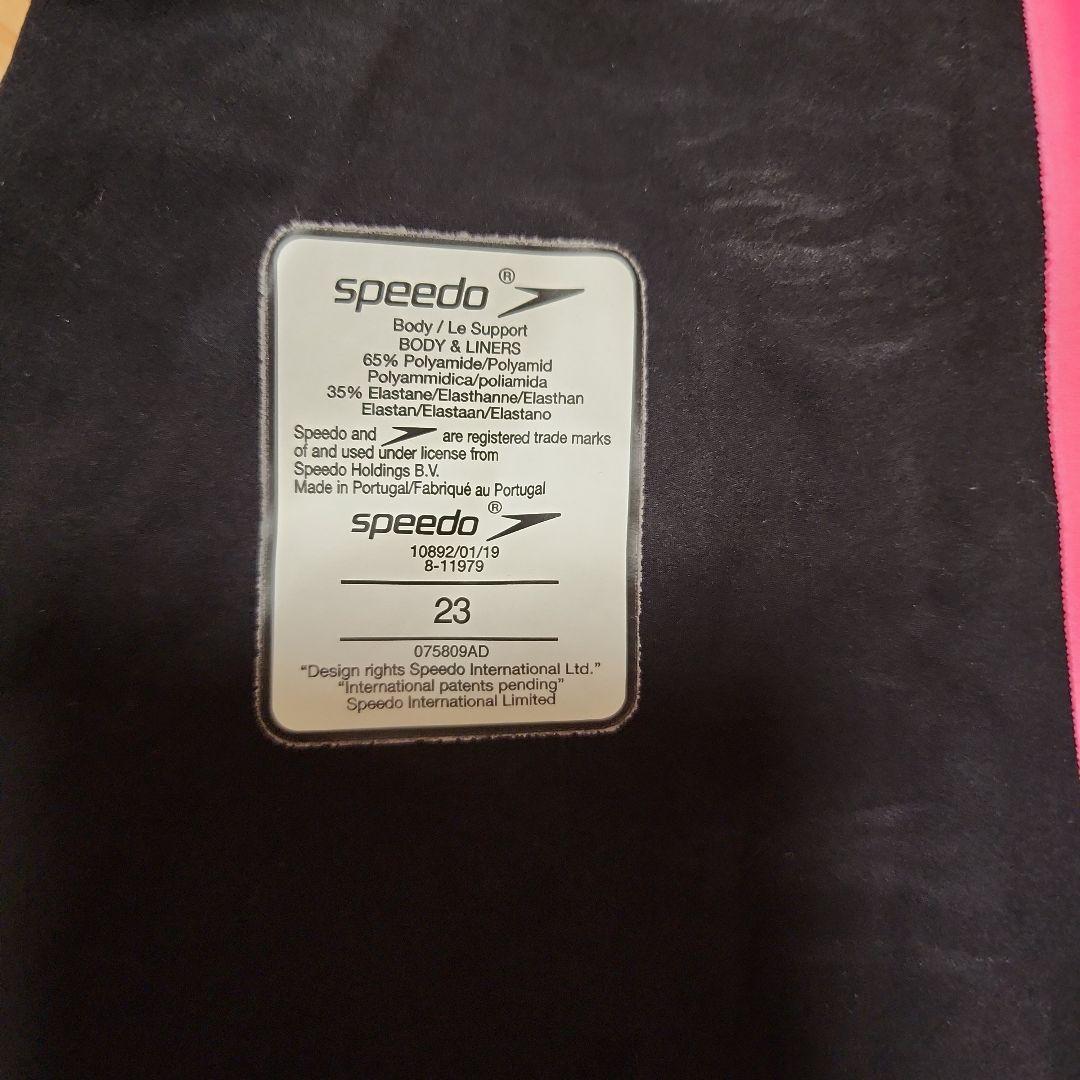 speedo®
Body / Le Support
BODY & LINERS
65% Polyamide/Polyamid
Polyammidica/poliamida
35% Elastane/Elasthanne/Elasthan
Elastan/Elastaan/Elastano
Speedo and are registered trade marks
of and used under license from
Speedo Holdings B.V.
Made in Portugal/Fabriqué au Portugal
speedo®
10892/01/19
8-11979
23
075809AD
“Design rights Speedo International Ltd.”
“International patents pending”
Speedo International Limited